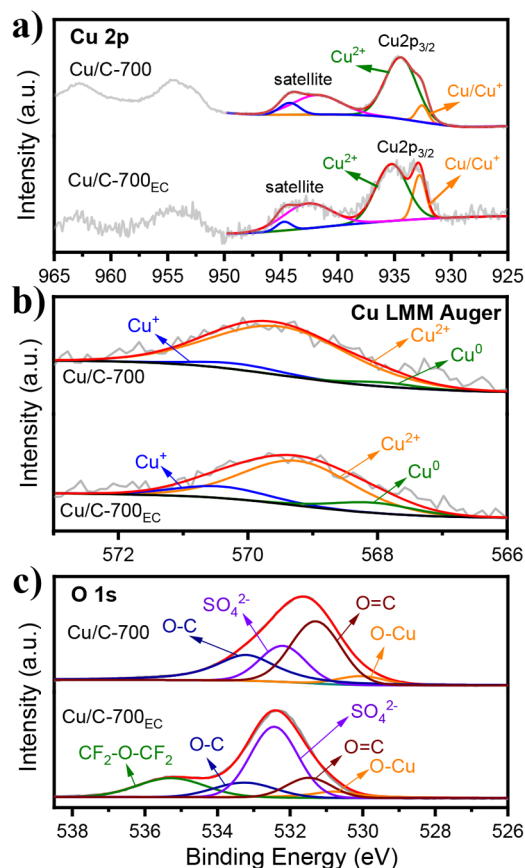 a) Cu 2p
Cu/C-700
satellite
Cu²⁺
Cu2p₃/₂
Cu/Cu⁺
Cu/C-700EC
satellite
Cu²⁺
Cu2p₃/₂
Cu/Cu⁺
Intensity (a.u.)
965 960 955 950 945 940 935 930 925
b) Cu LMM Auger
Cu⁺
Cu²⁺
Cu⁰
Cu/C-700
Cu⁺
Cu²⁺
Cu⁰
Cu/C-700EC
Intensity (a.u.)
572 570 568 566
c) O 1s
Cu/C-700
O-C
SO₄²⁻
O=C
O-Cu
Cu/C-700EC
CF₂-O-CF₂
O-C
SO₄²⁻
O=C
O-Cu
Intensity (a.u.)
538 536 534 532 530 528 526
Binding Energy (eV)